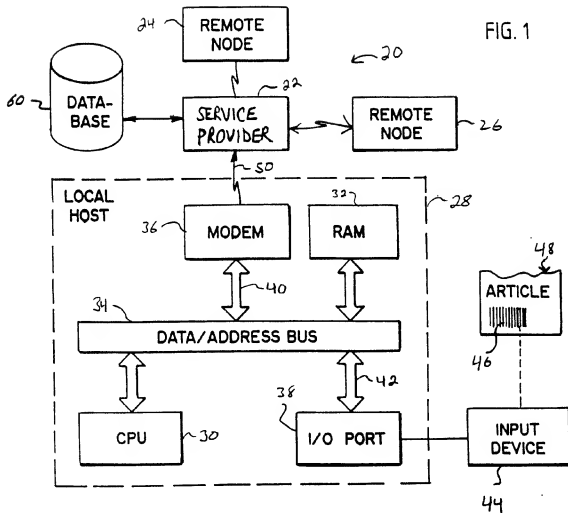 24
REMOTE
NODE
FIG. 1
20
22
60
DATA-
BASE
SERVICE
PROVIDER
REMOTE
NODE
26
50
LOCAL
HOST
28
36
MODEM
32
RAM
48
ARTICLE
46
40
34
DATA/ADDRESS BUS
42
38
CPU
30
I/O PORT
INPUT
DEVICE
44